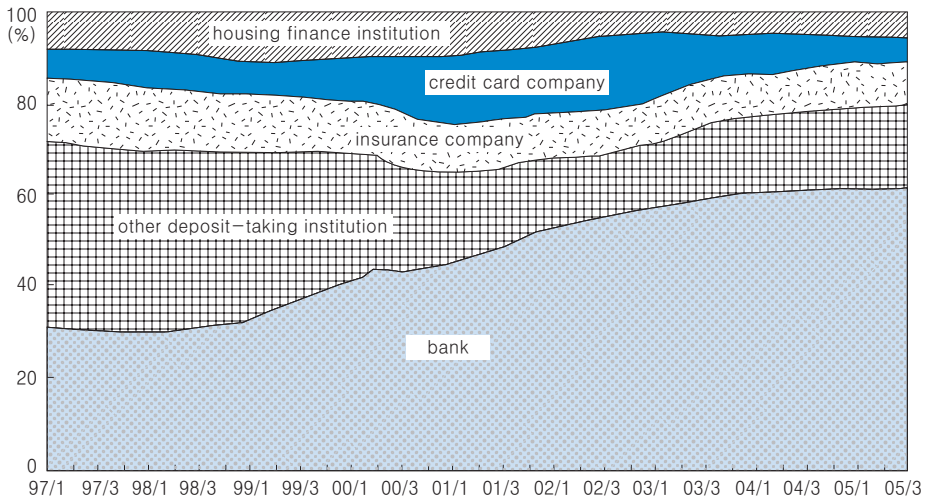 100
(%)
housing finance institution
credit card company
80
insurance company
60
other deposit-taking institution
40
bank
20
0
97/1 97/3 98/1 98/3 99/1 99/3 00/1 00/3 01/1 01/3 02/1 02/3 03/1 03/3 04/1 04/3 05/1 05/3